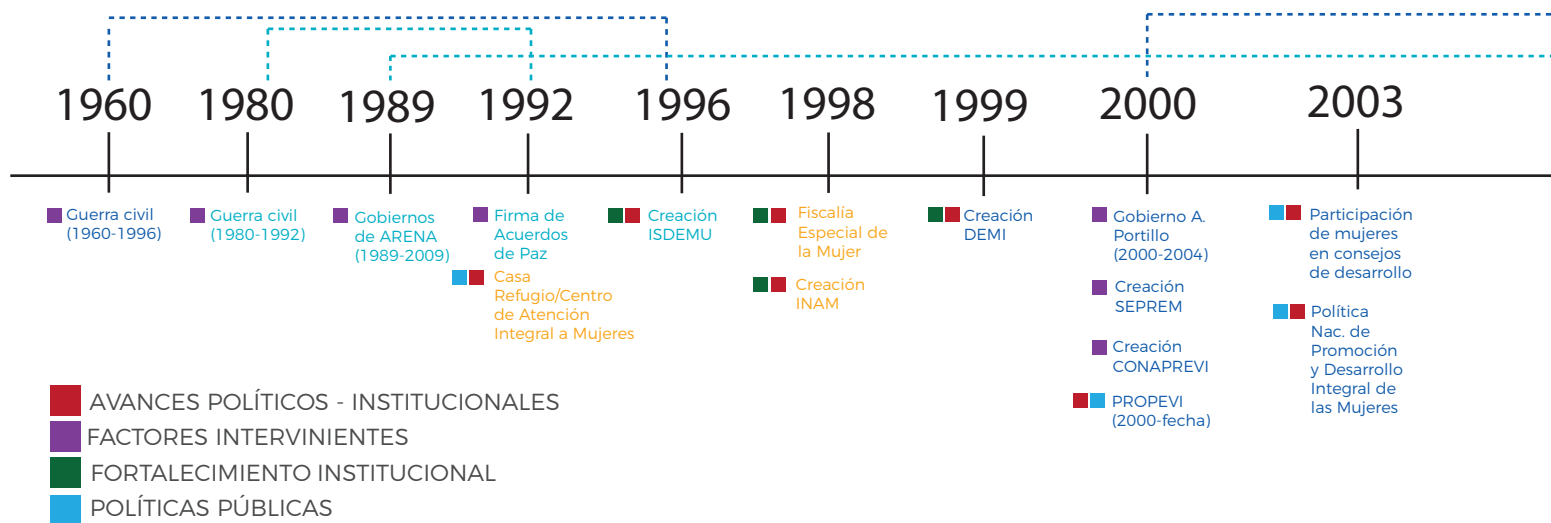 1960
1980
1989
1992
1996
1998
1999
2000
2003
Guerra civil
(1960-1996)
Guerra civil
(1980-1992)
Gobiernos
de ARENA
(1989-2009)
Firma de
Acuerdos
de Paz
Casa
Refugio/Centro
de Atención
Integral a Mujeres
Creación
ISDEMU
Fiscalía
Especial de
la Mujer
Creación
INAM
Creación
DEMI
Gobierno A.
Portillo
(2000-2004)
Creación
SEPREM
Creación
CONAPREVI
PROPEVI
(2000-fecha)
Participación
de mujeres
en consejos
de desarrollo
Política
Nac. de
Promoción
y Desarrollo
Integral de
las Mujeres
AVANCES POLÍTICOS - INSTITUCIONALES
FACTORES INTERVINIENTES
FORTALECIMIENTO INSTITUCIONAL
POLÍTICAS PÚBLICAS